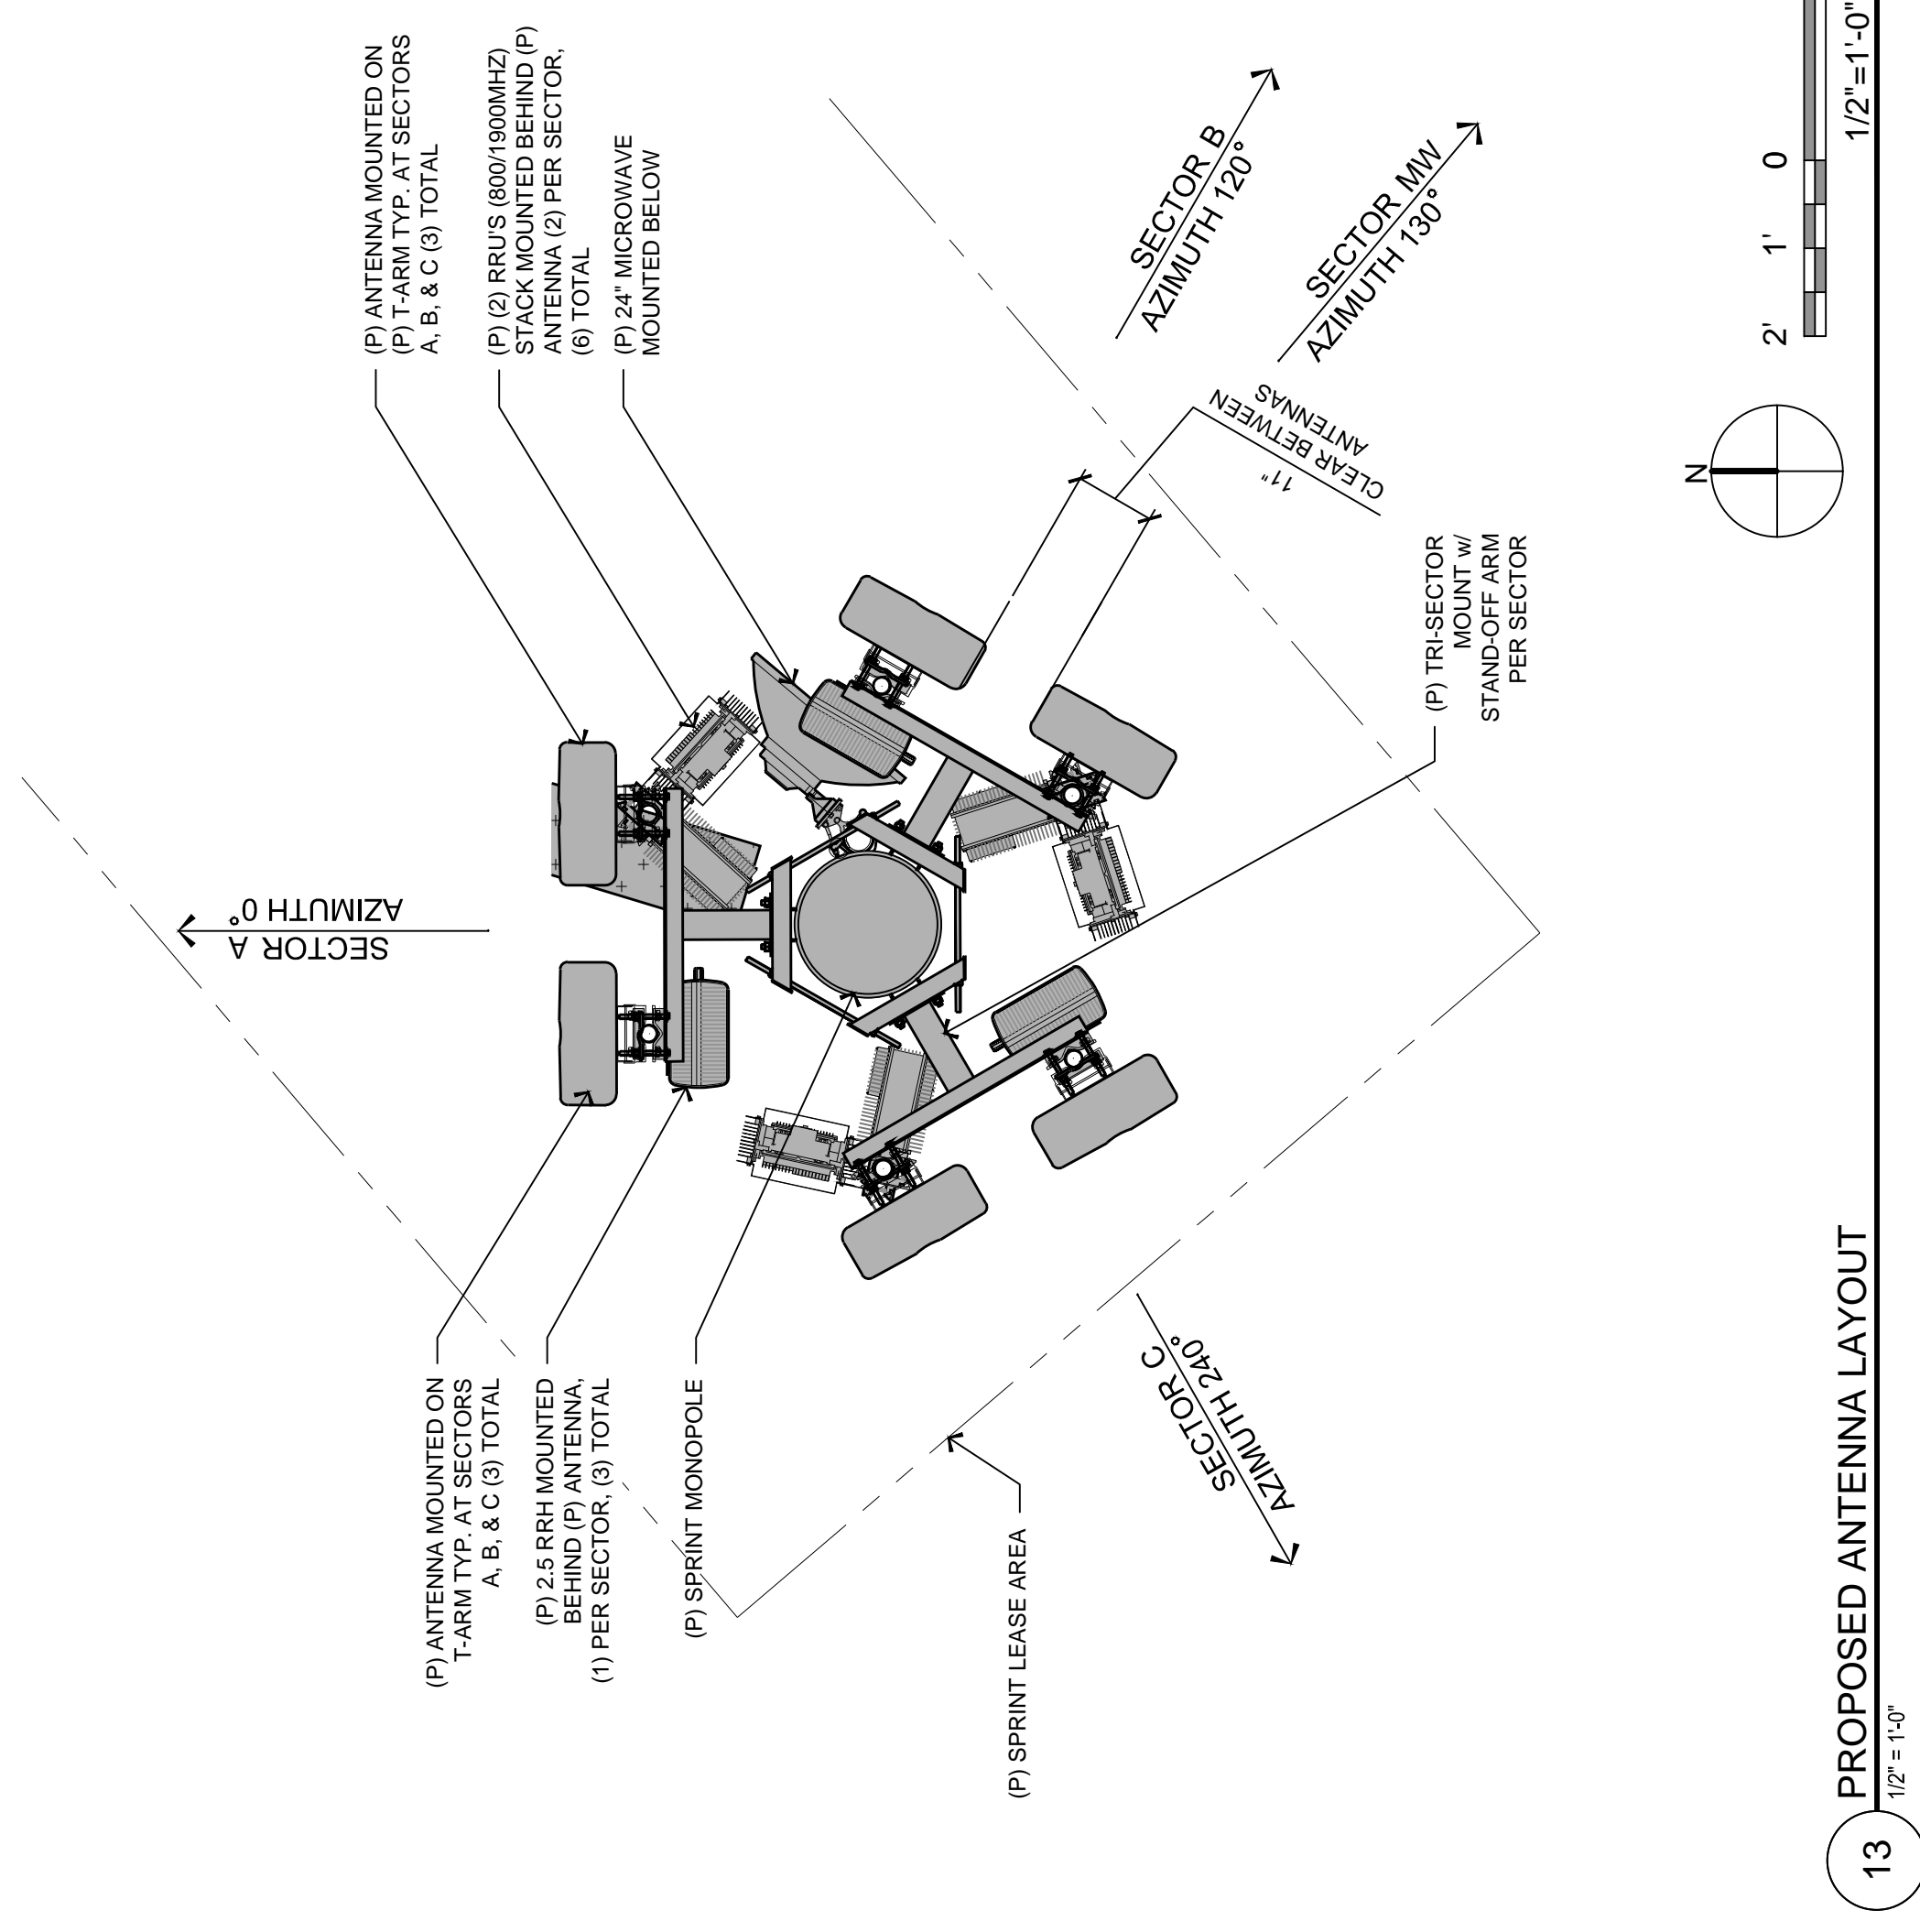 (P) ANTENNA MOUNTED ON
(P) T-ARM TYP. AT SECTORS
A, B, & C (3) TOTAL
(P) (2) RRU'S (800/1900MHZ)
STACK MOUNTED BEHIND (P)
ANTENNA (2) PER SECTOR,
(6) TOTAL
(P) 24" MICROWAVE
MOUNTED BELOW
SECTOR A
AZIMUTH 0°
SECTOR B
AZIMUTH 120°
SECTOR MW
AZIMUTH 130°
11"
CLEAR BETWEEN
ANTENNAS
(P) TRI-SECTOR
MOUNT w/
STAND-OFF ARM
PER SECTOR
(P) ANTENNA MOUNTED ON
T-ARM TYP. AT SECTORS
A, B, & C (3) TOTAL
(P) 2.5 RRH MOUNTED
BEHIND (P) ANTENNA,
(1) PER SECTOR, (3) TOTAL
(P) SPRINT MONOPOLE
(P) SPRINT LEASE AREA
SECTOR C
AZIMUTH 240°
N
2' 1' 0
1/2"=1'-0"
13
PROPOSED ANTENNA LAYOUT
1/2" = 1'-0"